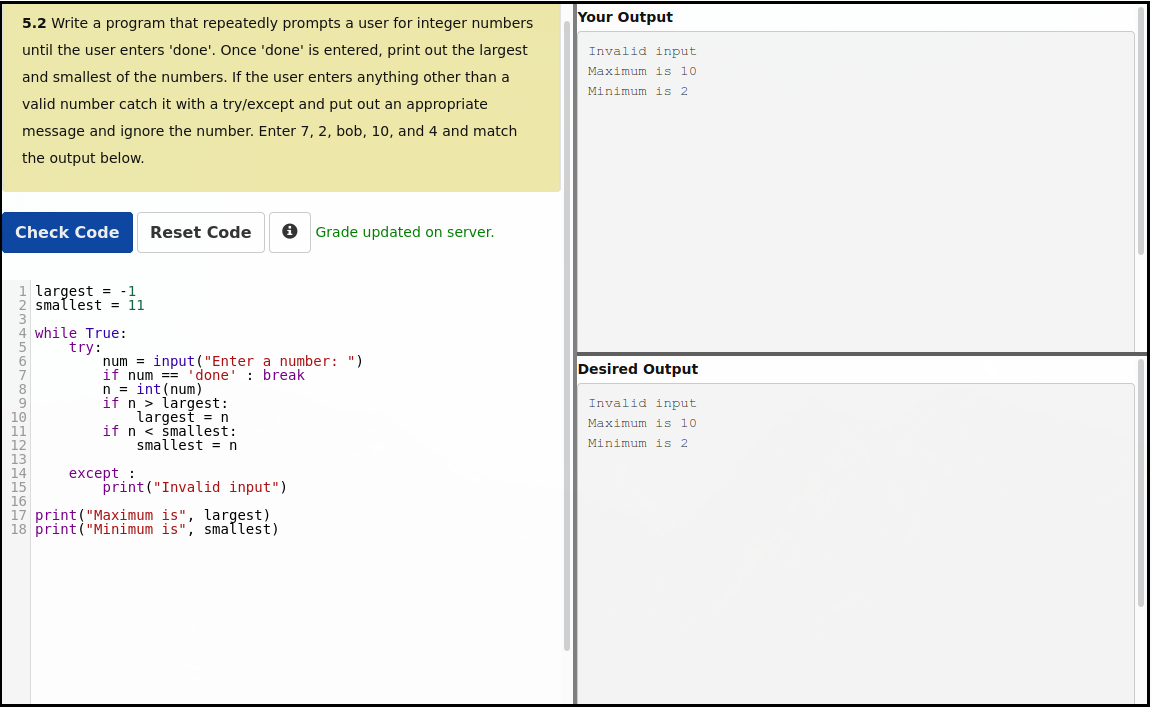 5.2 Write a program that repeatedly prompts a user for integer numbers
until the user enters 'done'. Once 'done' is entered, print out the largest
and smallest of the numbers. If the user enters anything other than a
valid number catch it with a try/except and put out an appropriate
message and ignore the number. Enter 7, 2, bob, 10, and 4 and match
the output below.
Check Code Reset Code Grade updated on server.
1 largest = -1
2 smallest = 11
3
4 while True:
5     try:
6         num = input("Enter a number: ")
7         if num == 'done' : break
8         n = int(num)
9         if n > largest:
10             largest = n
11         if n < smallest:
12             smallest = n
13
14     except :
15         print("Invalid input")
16
17 print("Maximum is", largest)
18 print("Minimum is", smallest)
Your Output
Invalid input
Maximum is 10
Minimum is 2
Desired Output
Invalid input
Maximum is 10
Minimum is 2